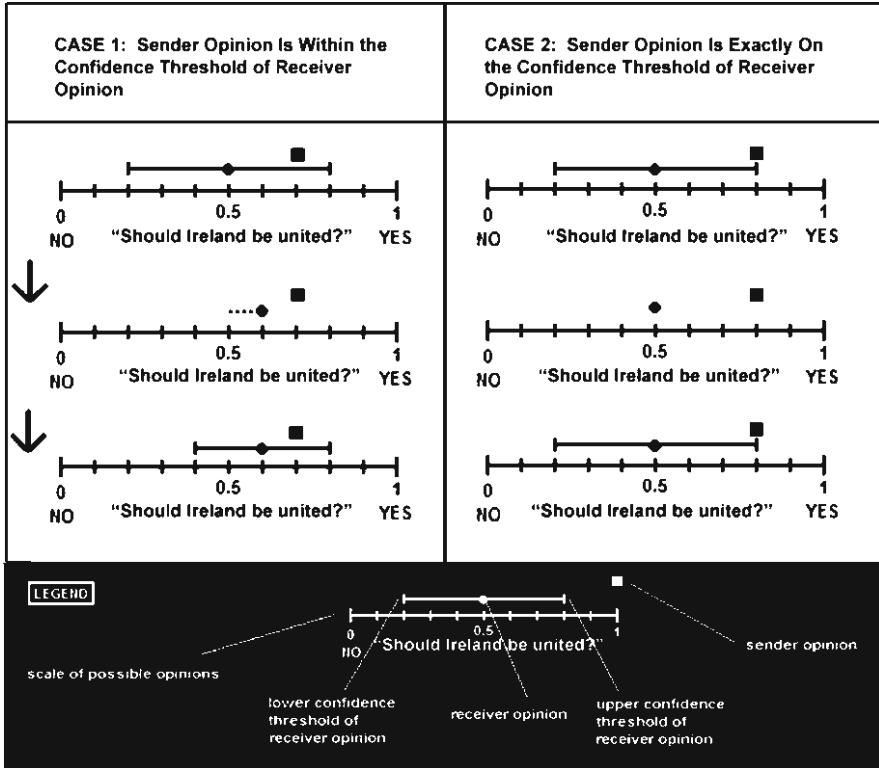 CASE 1: Sender Opinion Is Within the
Confidence Threshold of Receiver
Opinion
CASE 2: Sender Opinion Is Exactly On
the Confidence Threshold of Receiver
Opinion
0 0.5 1
NO "Should Ireland be united?" YES
0 0.5 1
NO "Should Ireland be united?" YES
0 0.5 1
NO "Should Ireland be united?" YES
0 0.5 1
NO "Should Ireland be united?" YES
0 0.5 1
NO "Should Ireland be united?" YES
0 0.5 1
NO "Should Ireland be united?" YES
LEGEND
0 0.5 1
NO "Should Ireland be united?"
scale of possible opinions
lower confidence
threshold of
receiver opinion
receiver opinion
upper confidence
threshold of
receiver opinion
sender opinion